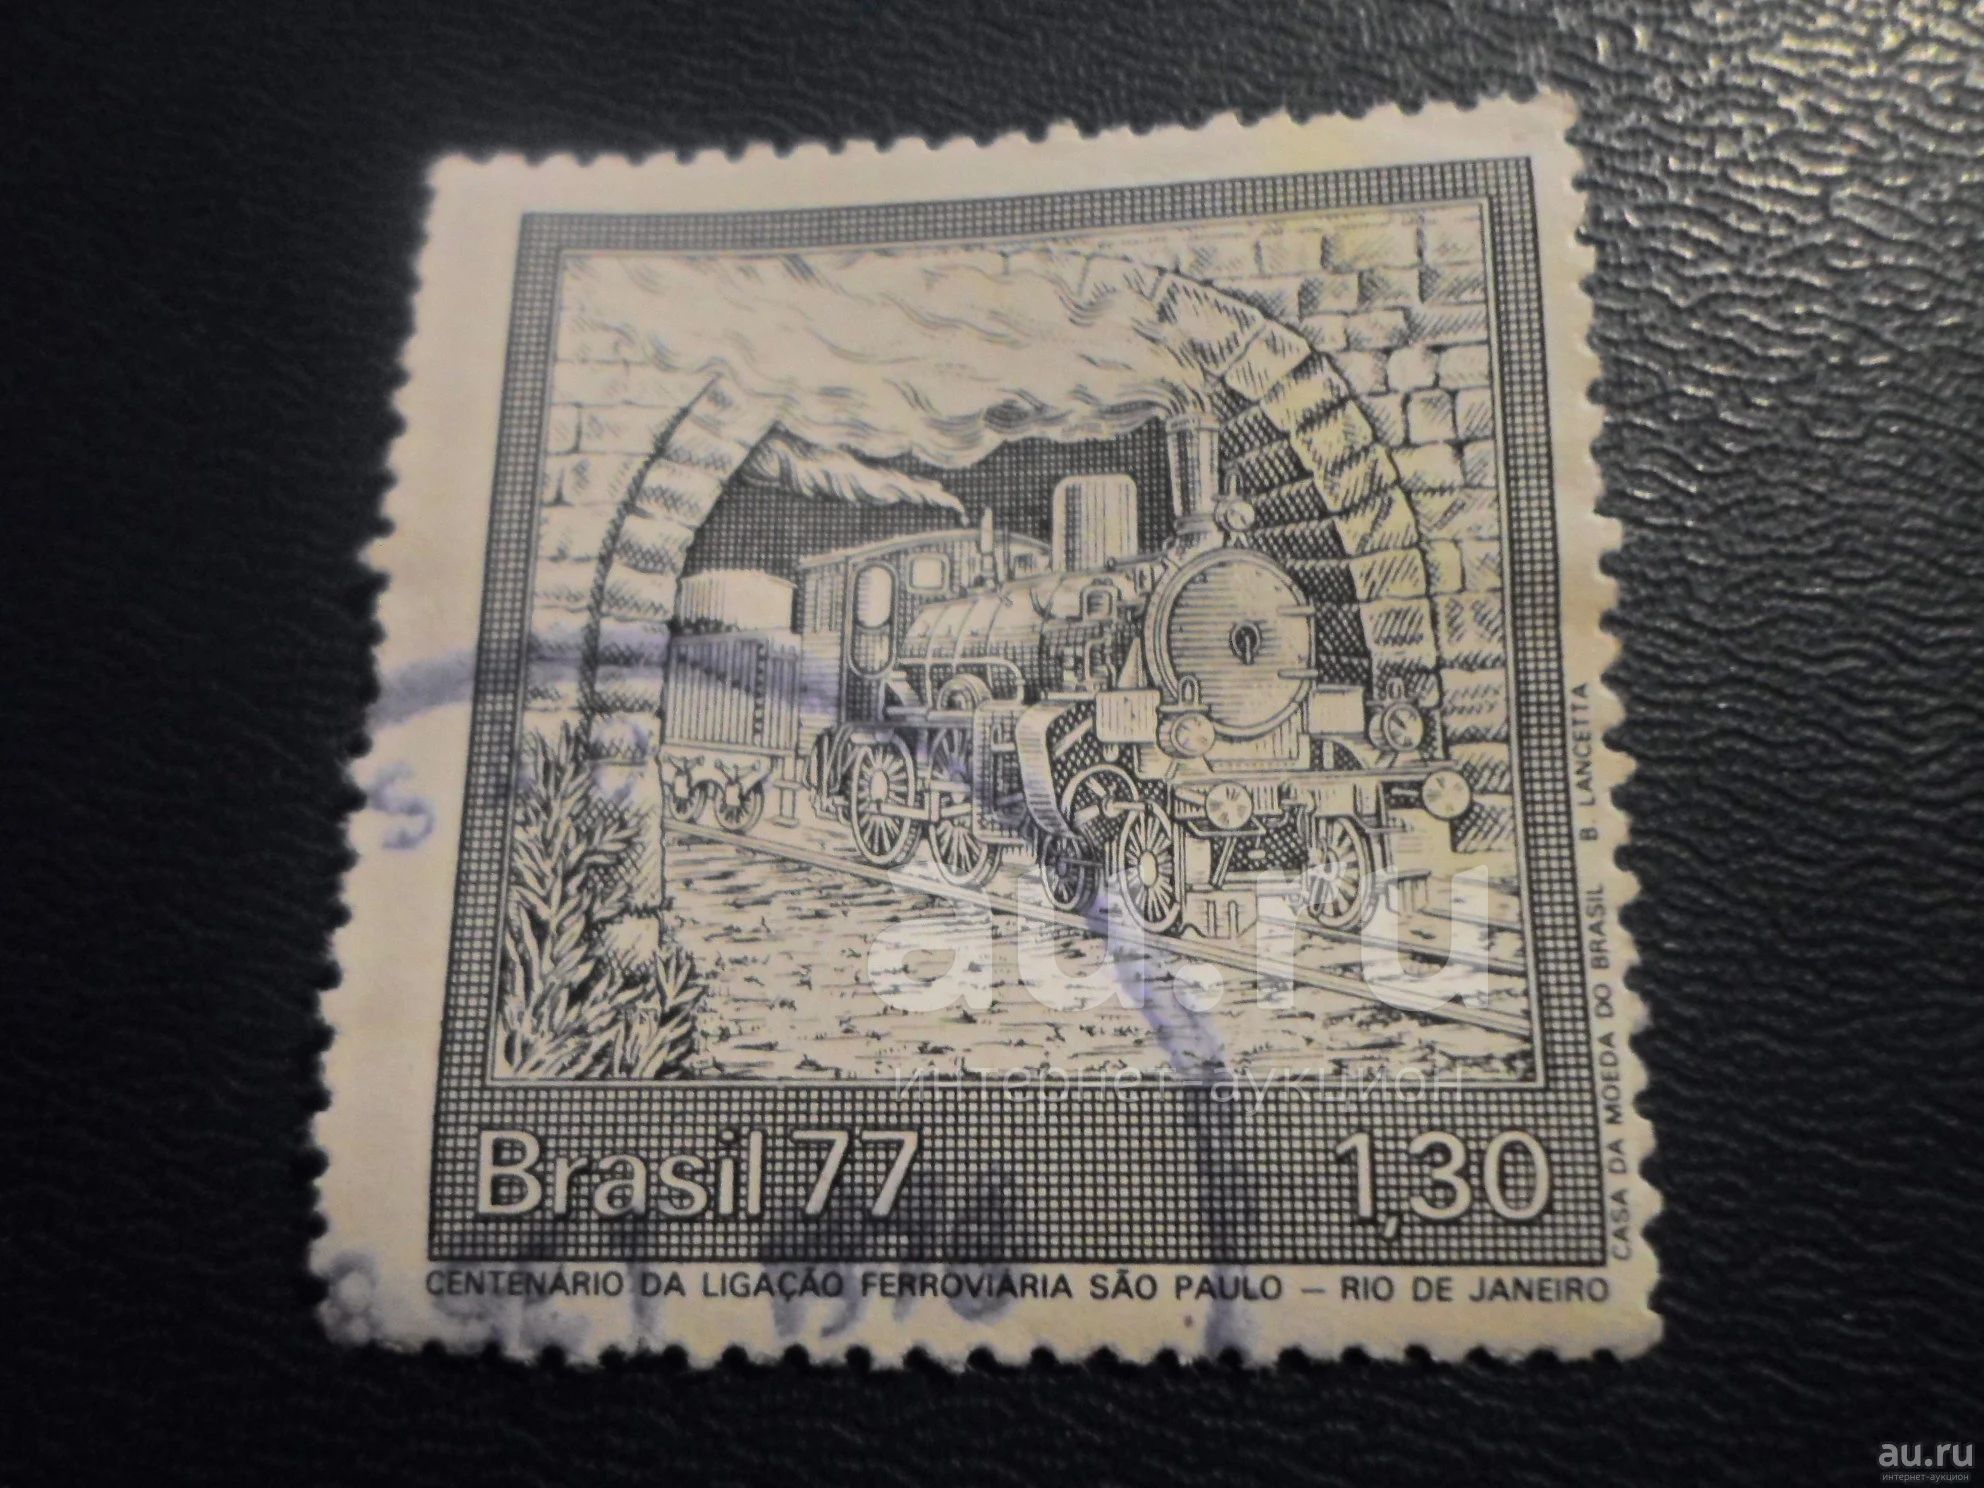 Brasil 77
1,30
CENTENÁRIO DA LIGAÇÃO FERROVIÁRIA SÃO PAULO — RIO DE JANEIRO
CASA DA MOEDA DO BRASIL B. LANCETTA
au.ru
интернет-аукцион
au.ru
интернет-аукцион